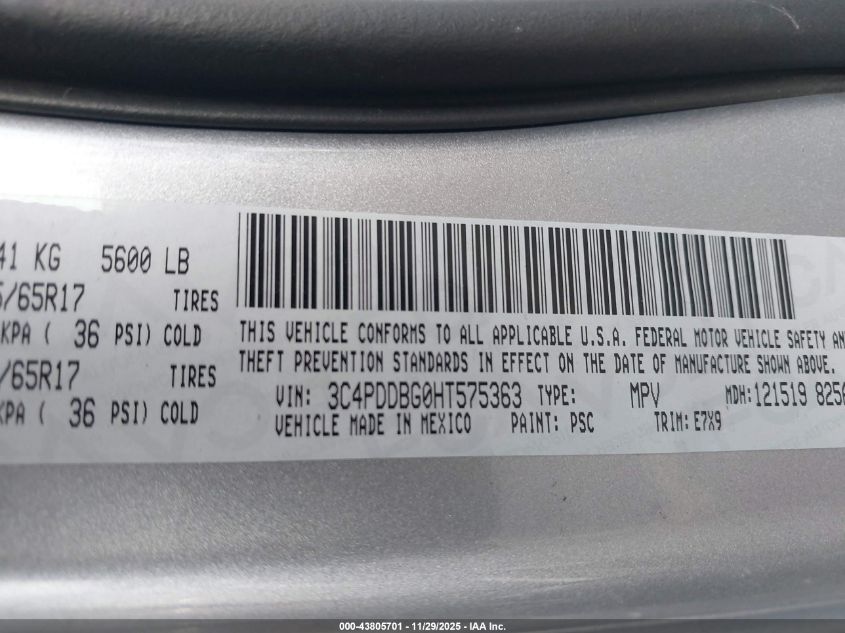 41 KG 5600 LB
/65R17 TIRES
KPA ( 36 PSI) COLD
/65R17 TIRES
KPA ( 36 PSI) COLD
THIS VEHICLE CONFORMS TO ALL APPLICABLE U.S.A. FEDERAL MOTOR VEHICLE SAFETY AN
THEFT PREVENTION STANDARDS IN EFFECT ON THE DATE OF MANUFACTURE SHOWN ABOVE.
VIN: 3C4PDDBG0HT575363 TYPE: MPV MDH:121519 825
VEHICLE MADE IN MEXICO PAINT: PSC TRIM: E7X9
000-43805701 - 11/29/2025 - IAA Inc.